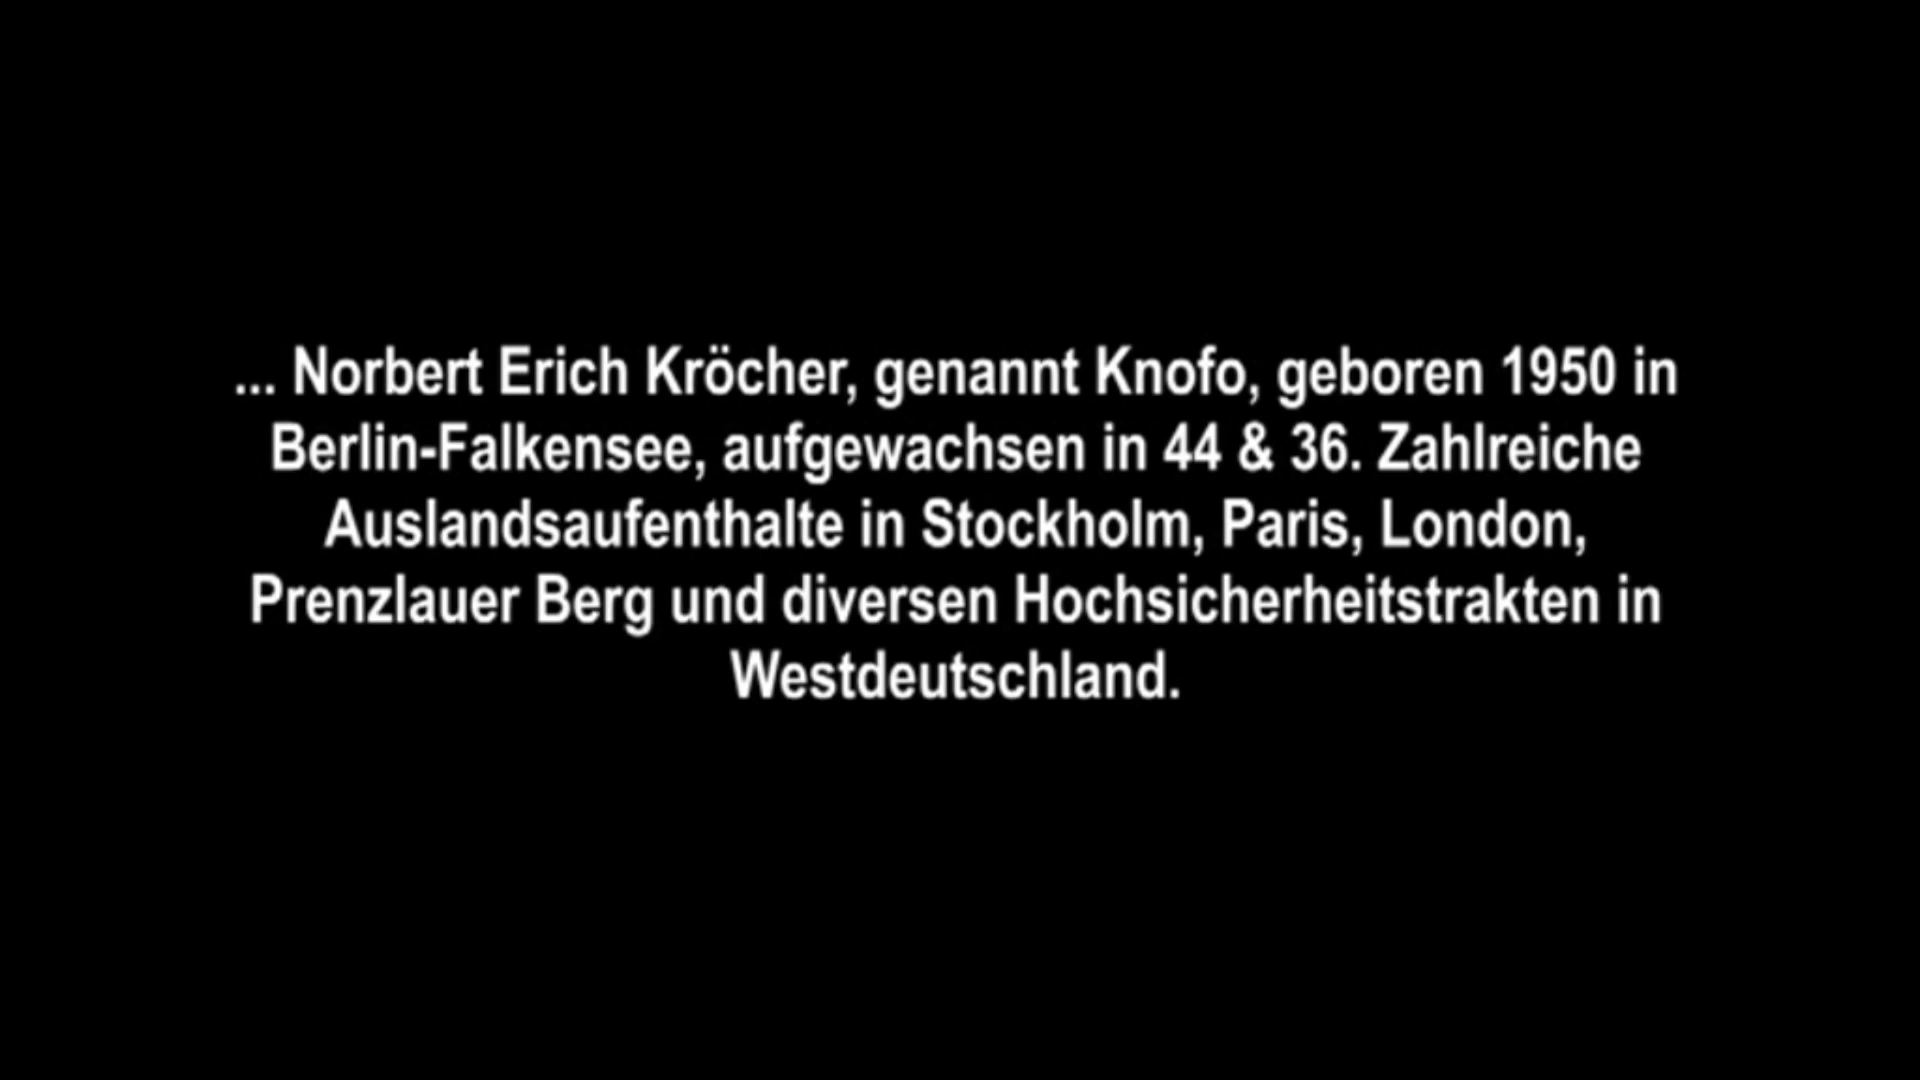 ... Norbert Erich Kröcher, genannt Knofo, geboren 1950 in
Berlin-Falkensee, aufgewachsen in 44 & 36. Zahlreiche
Auslandsaufenthalte in Stockholm, Paris, London,
Prenzlauer Berg und diversen Hochsicherheitstrakten in
Westdeutschland.